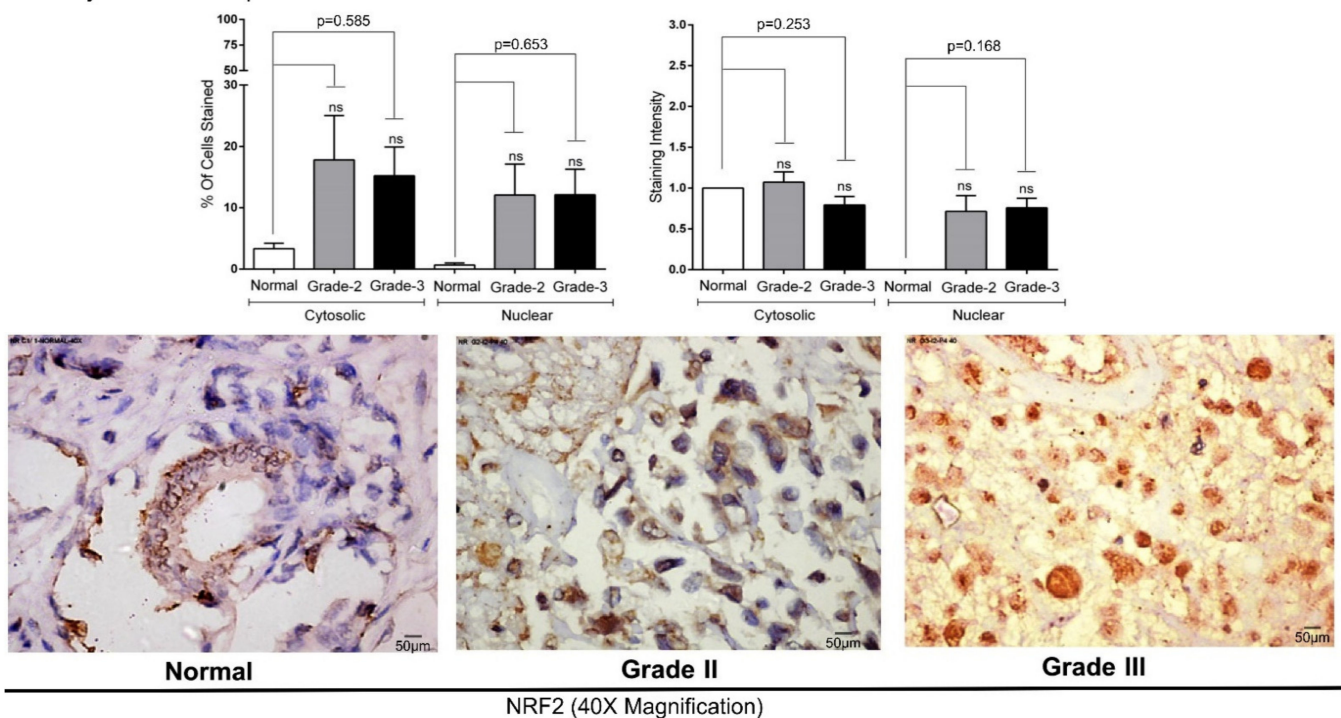 100
75
50
30
20
10
0
% Of Cells Stained
p=0.585
p=0.653
ns
ns
ns
ns
Normal Grade-2 Grade-3 Normal Grade-2 Grade-3
Cytosolic Nuclear
3.0
2.5
2.0
1.5
1.0
0.5
0.0
Staining Intensity
p=0.253
p=0.168
ns
ns
ns
ns
Normal Grade-2 Grade-3 Normal Grade-2 Grade-3
Cytosolic Nuclear
50µm
50µm
50µm
Normal Grade II Grade III
NRF2 (40X Magnification)